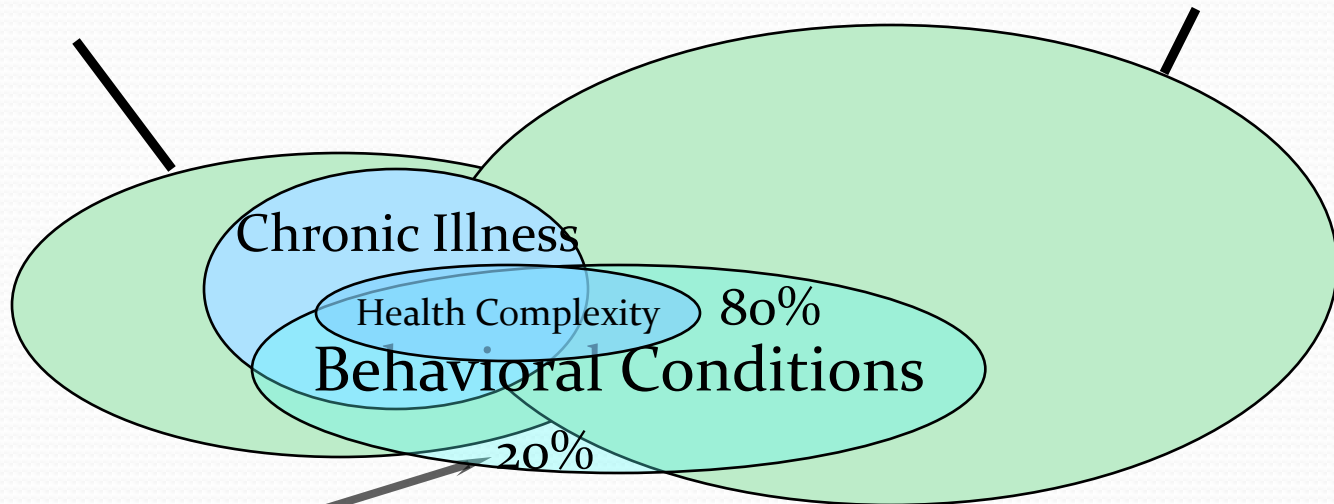 Chronic Illness
Health Complexity
80%
Behavioral Conditions
20%